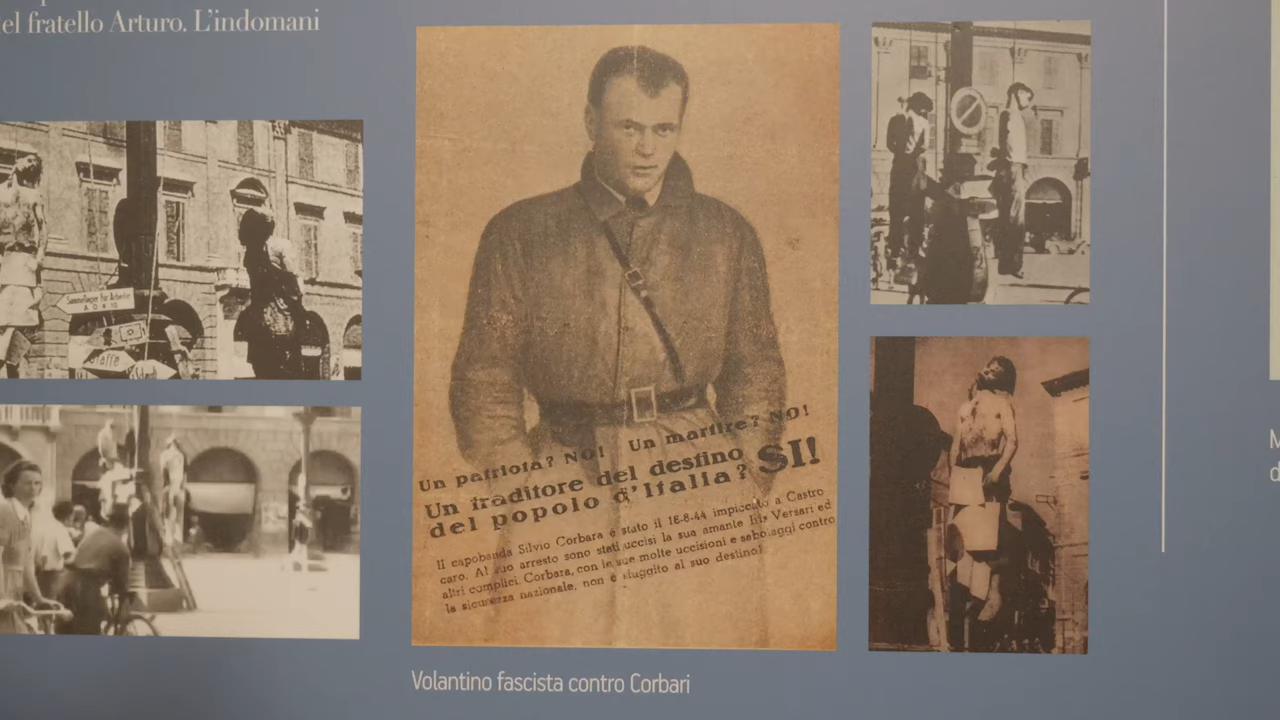 el fratello Arturo. L'indomani
Sammellager für Arbeiter
Un patriota? NO! Un martire? NO!
Un traditore del destino
del popolo d'Italia? SI!
Il capobanda Silvio Corbara è stato il 18-8-44 impiccato a Castro
caro. Al suo arresto sono stati uccisi la sua amante Iris Versari ed
altri complici. Corbara, con le sue molte uccisioni e sabotaggi contro
la sicurezza nazionale, non è sfuggito al suo destino!
Volantino fascista contro Corbari
M
d